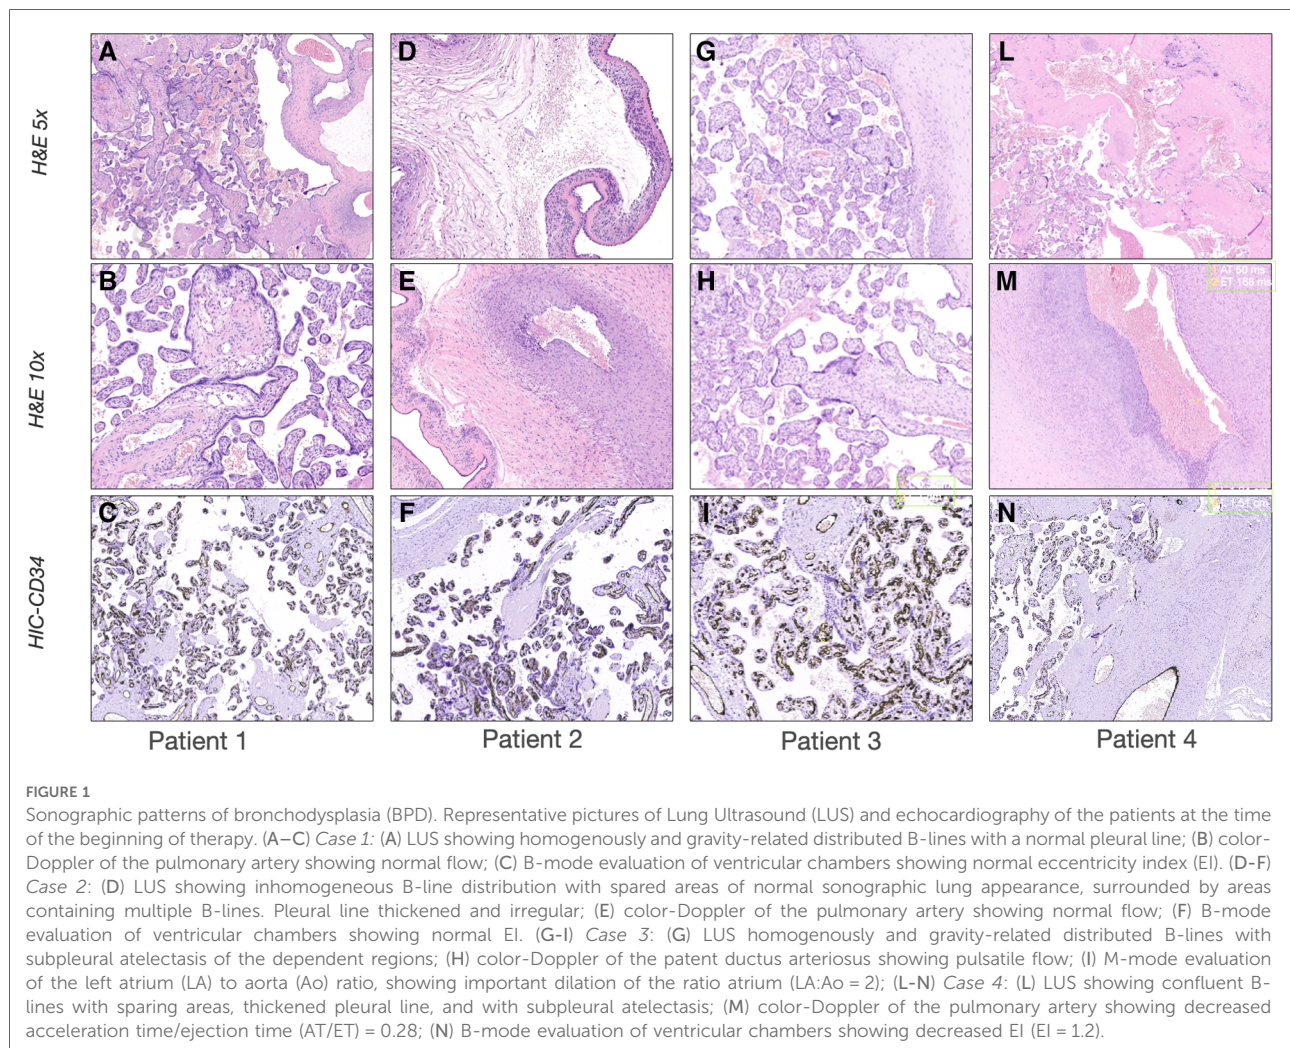 A
D
G
L
H&E 5x
B
E
H
M
AT 60 ms
ET 168 ms
H&E 10x
C
F
I
N
HIC-CD34
Patient 1
Patient 2
Patient 3
Patient 4
FIGURE 1
Sonographic patterns of bronchodysplasia (BPD). Representative pictures of Lung Ultrasound (LUS) and echocardiography of the patients at the time
of the beginning of therapy. (A–C) Case 1: (A) LUS showing homogenously and gravity-related distributed B-lines with a normal pleural line; (B) color-
Doppler of the pulmonary artery showing normal flow; (C) B-mode evaluation of ventricular chambers showing normal eccentricity index (EI). (D-F)
Case 2: (D) LUS showing inhomogeneous B-line distribution with spared areas of normal sonographic lung appearance, surrounded by areas
containing multiple B-lines. Pleural line thickened and irregular; (E) color-Doppler of the pulmonary artery showing normal flow; (F) B-mode
evaluation of ventricular chambers showing normal EI. (G-I) Case 3: (G) LUS homogenously and gravity-related distributed B-lines with
subpleural atelectasis of the dependent regions; (H) color-Doppler of the patent ductus arteriosus showing pulsatile flow; (I) M-mode evaluation
of the left atrium (LA) to aorta (Ao) ratio, showing important dilation of the ratio atrium (LA:Ao = 2); (L-N) Case 4: (L) LUS showing confluent B-
lines with sparing areas, thickened pleural line, and with subpleural atelectasis; (M) color-Doppler of the pulmonary artery showing decreased
acceleration time/ejection time (AT/ET) = 0.28; (N) B-mode evaluation of ventricular chambers showing decreased EI (EI = 1.2).